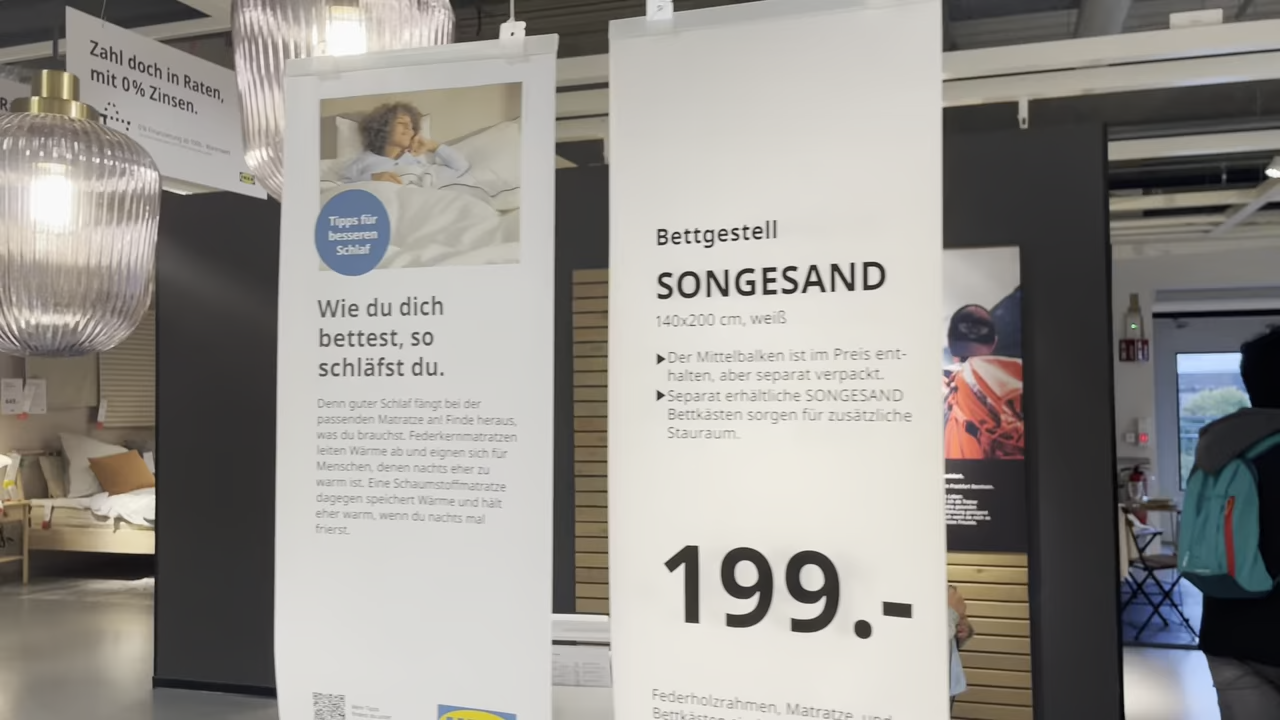 Zahl doch in Raten,
mit 0% Zinsen.
Tipps für
besseren
Schlaf
Wie du dich
bettest, so
schläfst du.
Denn guter Schlaf fängt bei der
passenden Matratze an! Finde heraus,
was du brauchst. Federkernmatratzen
leiten Wärme ab und eignen sich für
Menschen, denen nachts eher zu
warm ist. Eine Schaumstoffmatratze
dagegen speichert Wärme und hält
eher warm, wenn du nachts mal
frierst.
Bettgestell
SONGESAND
140x200 cm, weiß
▶Der Mittelbalken ist im Preis ent-
halten, aber separat verpackt.
▶Separat erhältliche SONGESAND
Bettkästen sorgen für zusätzliche
Stauraum.
199.-
Federholzrahmen, Matratze und